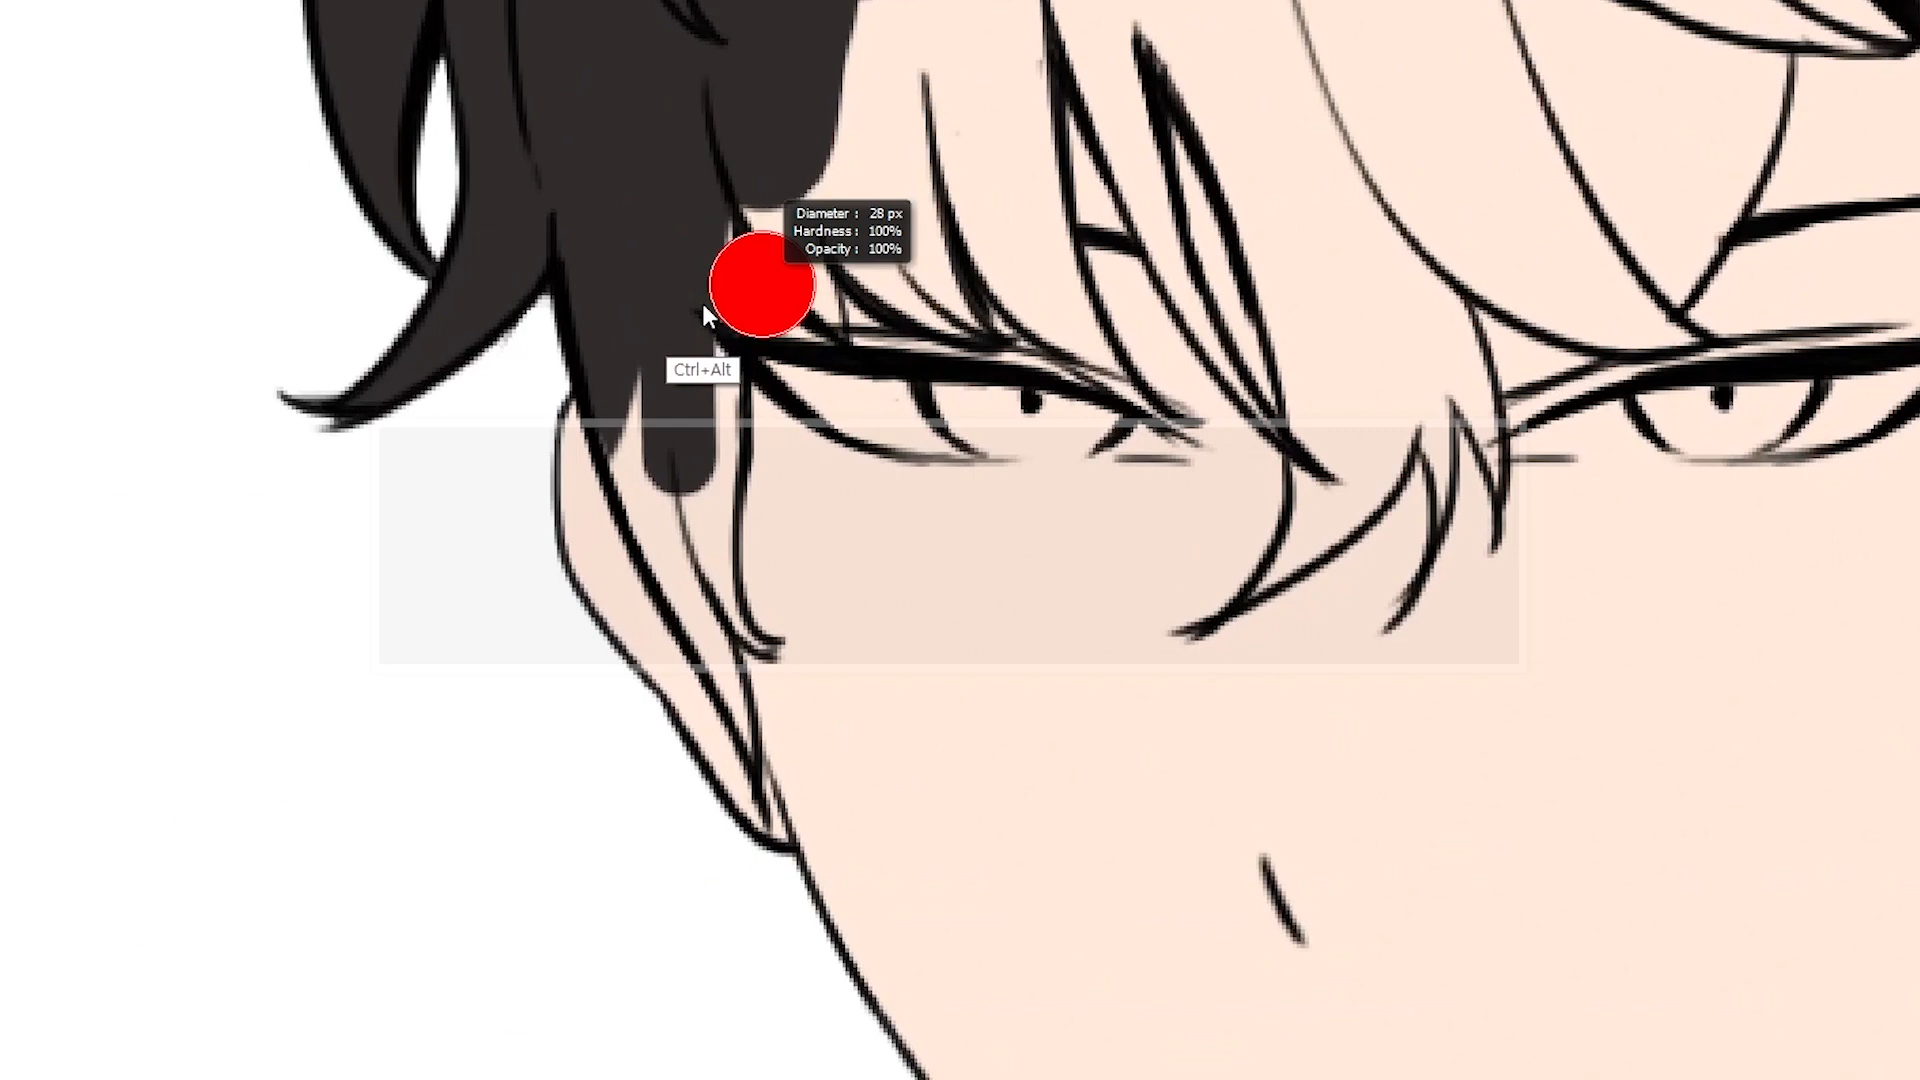 Diameter : 28 px
Hardness : 100%
Opacity : 100%
Ctrl+Alt